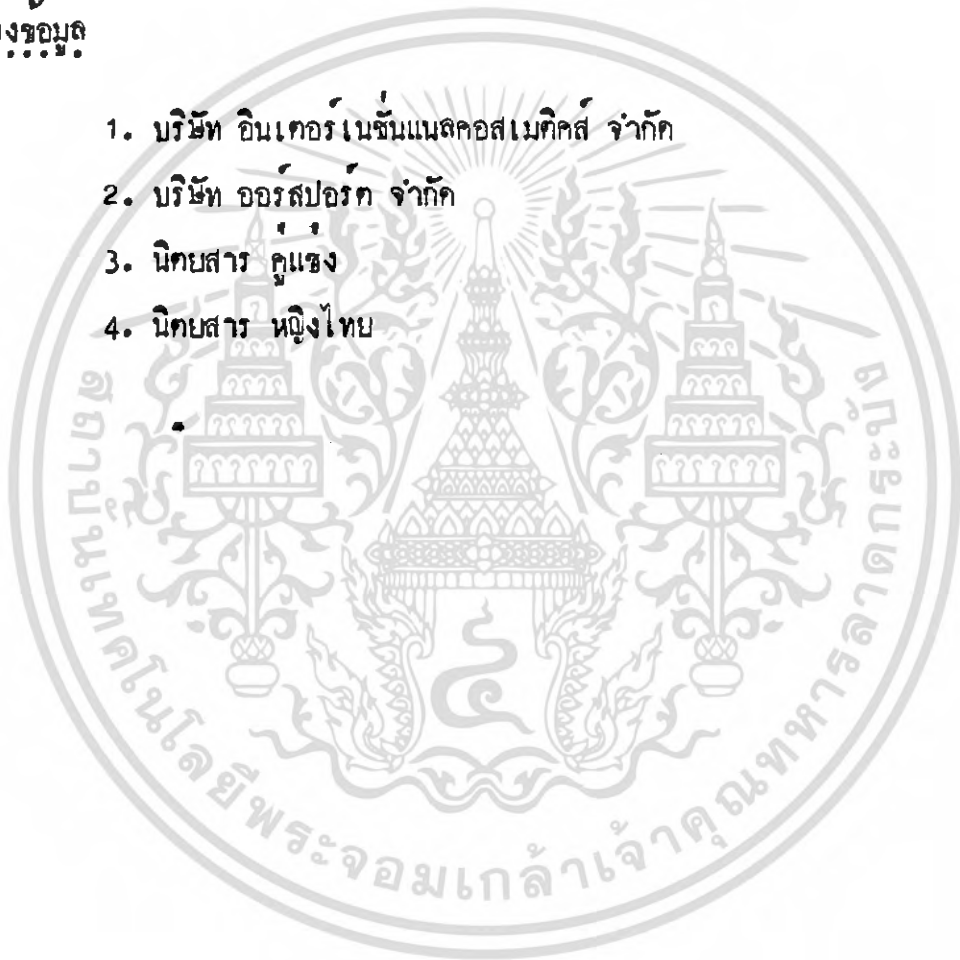 งข้อมูล
1. บริษัท อินเตอร์เนชั่นแนลคอสเมติคส์ จำกัด
2. บริษัท ออร์สปอร์ต จำกัด
3. นิตยสาร คู่แข่ง
4. นิตยสาร หญิงไทย
สถาบันเทคโนโลยีพระจอมเกล้าเจ้าคุณทหารลาดกระบัง